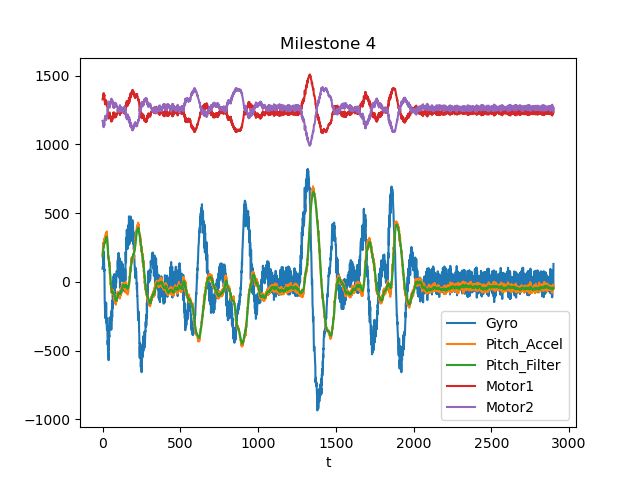 Milestone 4
1500
1000
500
0
−500
−1000
0
500
1000
1500
2000
2500
3000
t
Gyro
Pitch_Accel
Pitch_Filter
Motor1
Motor2